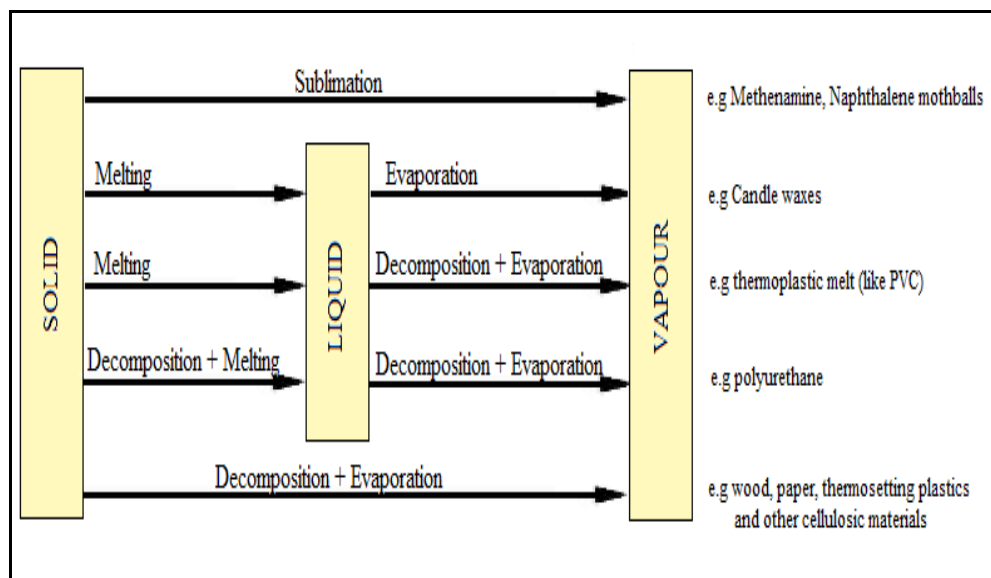 Sublimation
e.g Methenamine, Naphthalene mothballs
Melting
Evaporation
e.g Candle waxes
SOLID
LIQUID
VAPOUR
Melting
Decomposition + Evaporation
e.g thermoplastic melt (like PVC)
Decomposition + Melting
Decomposition + Evaporation
e.g polyurethane
Decomposition + Evaporation
e.g wood, paper, thermosetting plastics
and other cellulosic materials